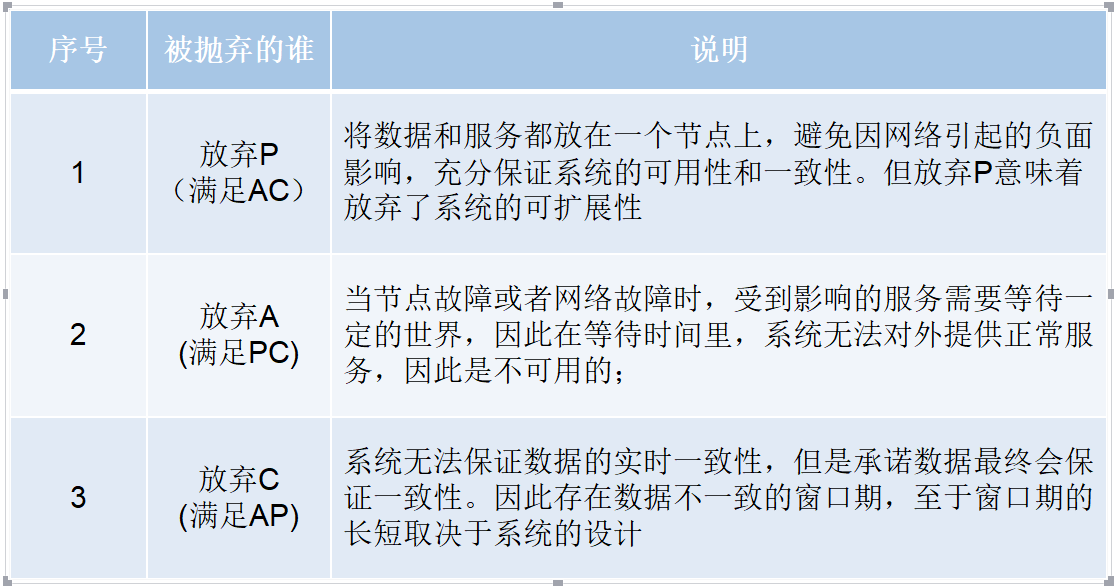 序号
被抛弃的谁
说明
1
放弃P
（满足AC）
将数据和服务都放在一个节点上，避免因网络引起的负面
影响，充分保证系统的可用性和一致性。但放弃P意味着
放弃了系统的可扩展性
2
放弃A
(满足PC)
当节点故障或者网络故障时，受到影响的服务需要等待一
定的世界，因此在等待时间里，系统无法对外提供正常服
务，因此是不可用的；
3
放弃C
(满足AP)
系统无法保证数据的实时一致性，但是承诺数据最终会保
证一致性。因此存在数据不一致的窗口期，至于窗口期的
长短取决于系统的设计